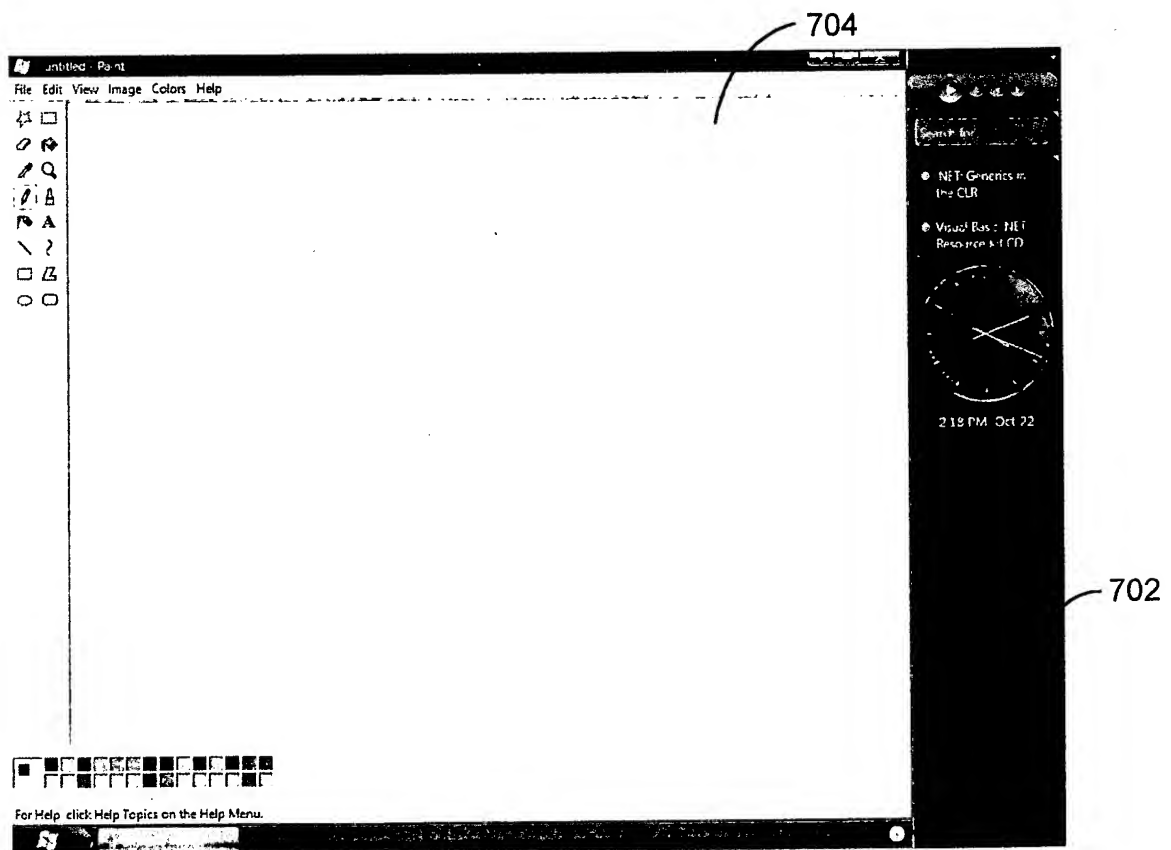 704
untitled - Paint
File Edit View Image Colors Help
Search for
.NET: Generics in
the CLR
Visual Basic .NET
Resource Kit CD
2:18 PM Oct 22
702
For Help, click Help Topics on the Help Menu.